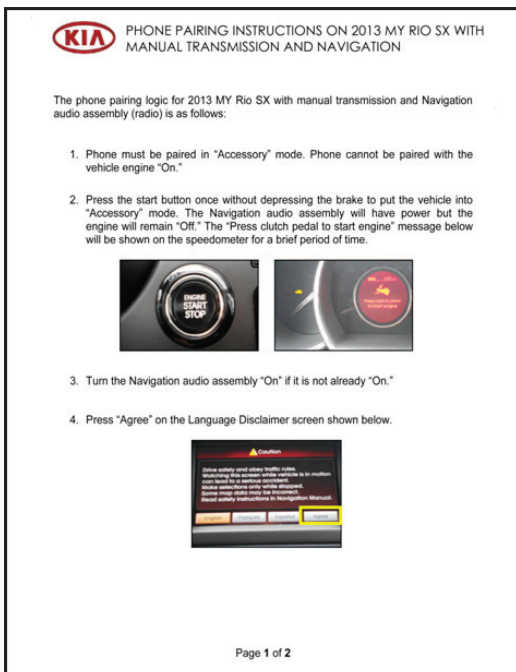 KIA
PHONE PAIRING INSTRUCTIONS ON 2013 MY RIO SX WITH
MANUAL TRANSMISSION AND NAVIGATION
The phone pairing logic for 2013 MY Rio SX with manual transmission and Navigation
audio assembly (radio) is as follows:
1. Phone must be paired in “Accessory” mode. Phone cannot be paired with the
vehicle engine “On.”
2. Press the start button once without depressing the brake to put the vehicle into
“Accessory” mode. The Navigation audio assembly will have power but the
engine will remain “Off.” The “Press clutch pedal to start engine” message below
will be shown on the speedometer for a brief period of time.
ENGINE
START
STOP
3. Turn the Navigation audio assembly “On” if it is not already “On.”
4. Press “Agree” on the Language Disclaimer screen shown below.
Caution
Drive safely and obey traffic rules.
Watching this screen while vehicle is in motion
can lead to a serious accident.
Make selections only while stopped.
Some map data may be incorrect.
Read safety instructions in Navigation Manual.
English Français Español Agree
Page 1 of 2